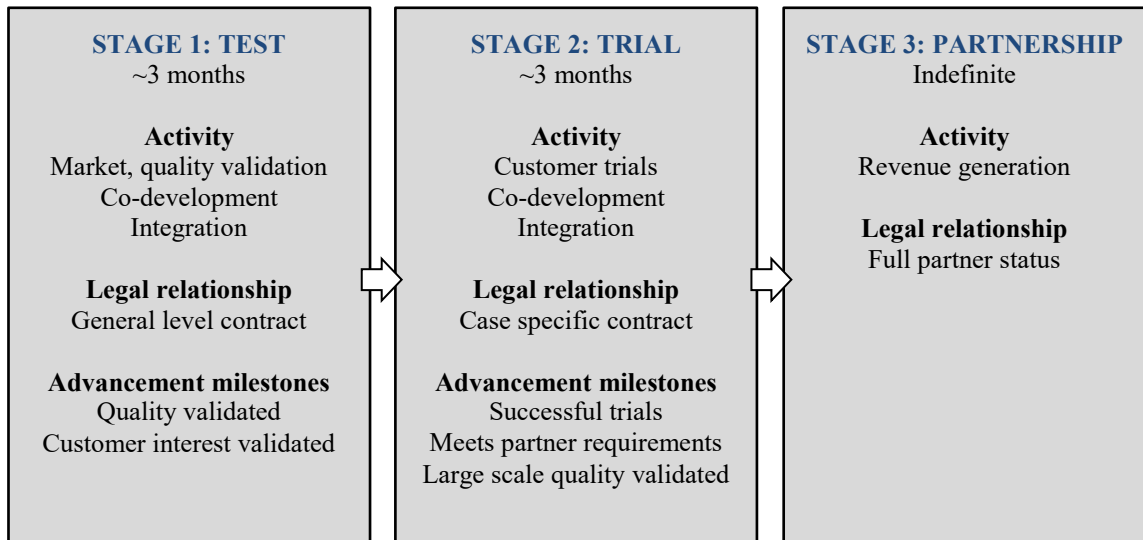 STAGE 1: TEST
~3 months
Activity
Market, quality validation
Co-development
Integration
Legal relationship
General level contract
Advancement milestones
Quality validated
Customer interest validated
STAGE 2: TRIAL
~3 months
Activity
Customer trials
Co-development
Integration
Legal relationship
Case specific contract
Advancement milestones
Successful trials
Meets partner requirements
Large scale quality validated
STAGE 3: PARTNERSHIP
Indefinite
Activity
Revenue generation
Legal relationship
Full partner status